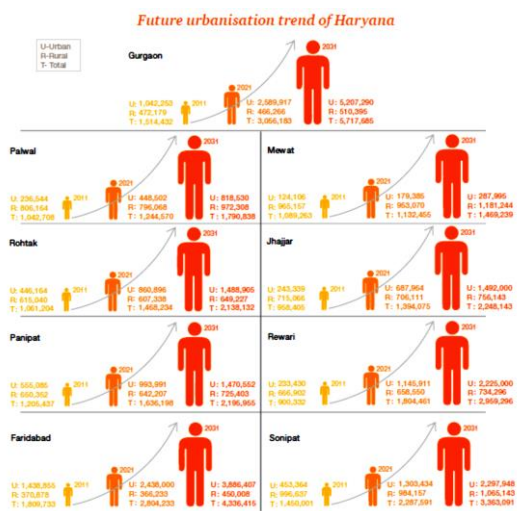 Future urbanisation trend of Haryana
U-Urban
R-Rural
T- Total
Gurgaon
2011
U: 1,042,253
R: 472,179
T: 1,514,432
2021
U: 2,589,917
R: 466,266
T: 3,056,183
2031
U: 5,207,290
R: 510,395
T: 5,717,685
Palwal
2011
U: 236,544
R: 806,164
T: 1,042,708
2021
U: 448,502
R: 796,068
T: 1,244,570
2031
U: 818,530
R: 972,308
T: 1,790,838
Mewat
2011
U: 124,106
R: 965,157
T: 1,089,263
2021
U: 179,385
R: 953,070
T: 1,132,455
2031
U: 287,995
R: 1,181,244
T: 1,469,239
Rohtak
2011
U: 446,164
R: 615,040
T: 1,061,204
2021
U: 860,896
R: 607,338
T: 1,468,234
2031
U: 1,488,905
R: 649,227
T: 2,138,132
Jhajjar
2011
U: 243,339
R: 715,066
T: 958,405
2021
U: 687,964
R: 706,111
T: 1,394,075
2031
U: 1,492,000
R: 756,143
T: 2,248,143
Panipat
2011
U: 555,085
R: 650,352
T: 1,205,437
2021
U: 993,991
R: 642,207
T: 1,636,198
2031
U: 1,470,552
R: 725,403
T: 2,195,955
Rewari
2011
U: 233,430
R: 666,902
T: 900,332
2021
U: 1,145,911
R: 658,550
T: 1,804,461
2031
U: 2,225,000
R: 734,296
T: 2,959,296
Faridabad
2011
U: 1,438,855
R: 370,878
T: 1,809,733
2021
U: 2,438,000
R: 366,233
T: 2,804,233
2031
U: 3,886,407
R: 450,008
T: 4,336,415
Sonipat
2011
U: 453,364
R: 996,637
T: 1,450,001
2021
U: 1,303,434
R: 984,157
T: 2,287,591
2031
U: 2,297,948
R: 1,065,143
T: 3,363,091